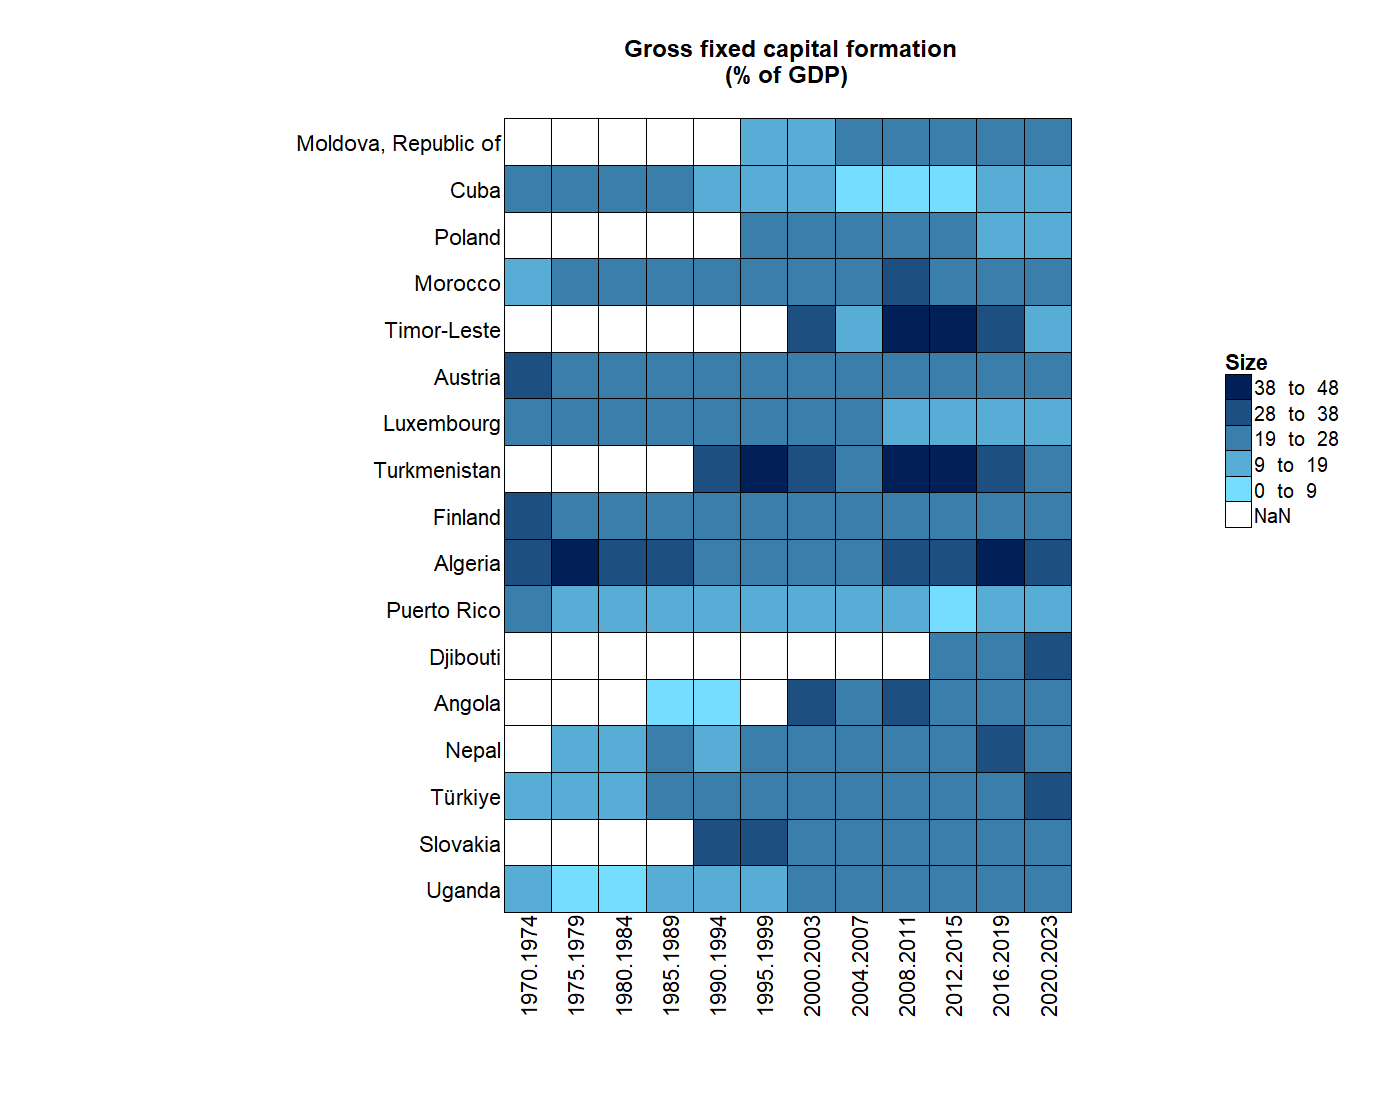 Gross fixed capital formation
(% of GDP)
Moldova, Republic of
Cuba
Poland
Morocco
Timor-Leste
Austria
Luxembourg
Turkmenistan
Finland
Algeria
Puerto Rico
Djibouti
Angola
Nepal
Türkiye
Slovakia
Uganda
1970.1974
1975.1979
1980.1984
1985.1989
1990.1994
1995.1999
2000.2003
2004.2007
2008.2011
2012.2015
2016.2019
2020.2023
Size
38 to 48
28 to 38
19 to 28
9 to 19
0 to 9
NaN